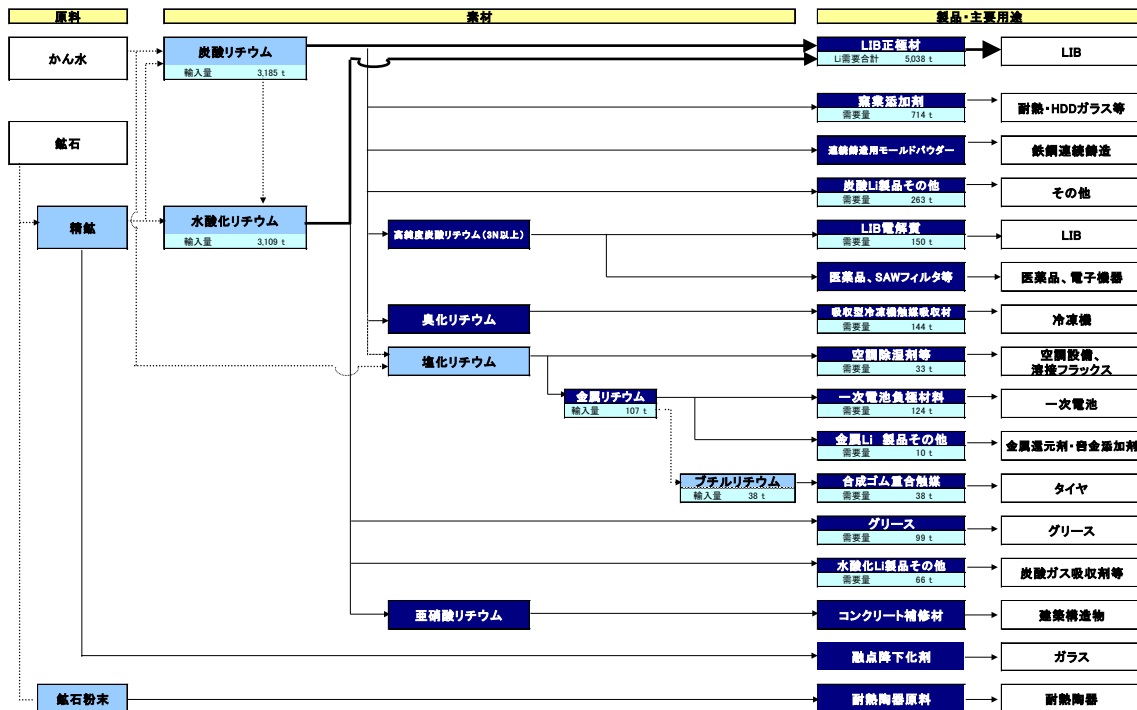 原料
素材
製品・主要用途
かん水
炭酸リチウム
輸入量 3,185 t
LIB正極材
Li需要合計 5,038 t
LIB
窯業添加剤
需要量 714 t
耐熱・HDDガラス等
鉱石
連続鋳造用モールドパウダー
鉄鋼連続鋳造
炭酸Li製品その他
需要量 263 t
その他
精鉱
水酸化リチウム
輸入量 3,109 t
高純度炭酸リチウム(3N以上)
LIB電解質
需要量 150 t
LIB
医薬品、SAWフィルタ等
医薬品、電子機器
臭化リチウム
吸収型冷凍機触媒吸収材
需要量 144 t
冷凍機
塩化リチウム
空調除湿剤等
需要量 33 t
空調設備、
溶接フラックス
金属リチウム
輸入量 107 t
一次電池負極材料
需要量 124 t
一次電池
金属Li 製品その他
需要量 10 t
金属還元剤・合金添加剤
ブチルリチウム
輸入量 38 t
合成ゴム重合触媒
需要量 38 t
タイヤ
グリース
需要量 99 t
グリース
水酸化Li製品その他
需要量 66 t
炭酸ガス吸収剤等
亜硝酸リチウム
コンクリート補修材
建築構造物
融点降下化剤
ガラス
鉱石粉末
耐熱陶器原料
耐熱陶器